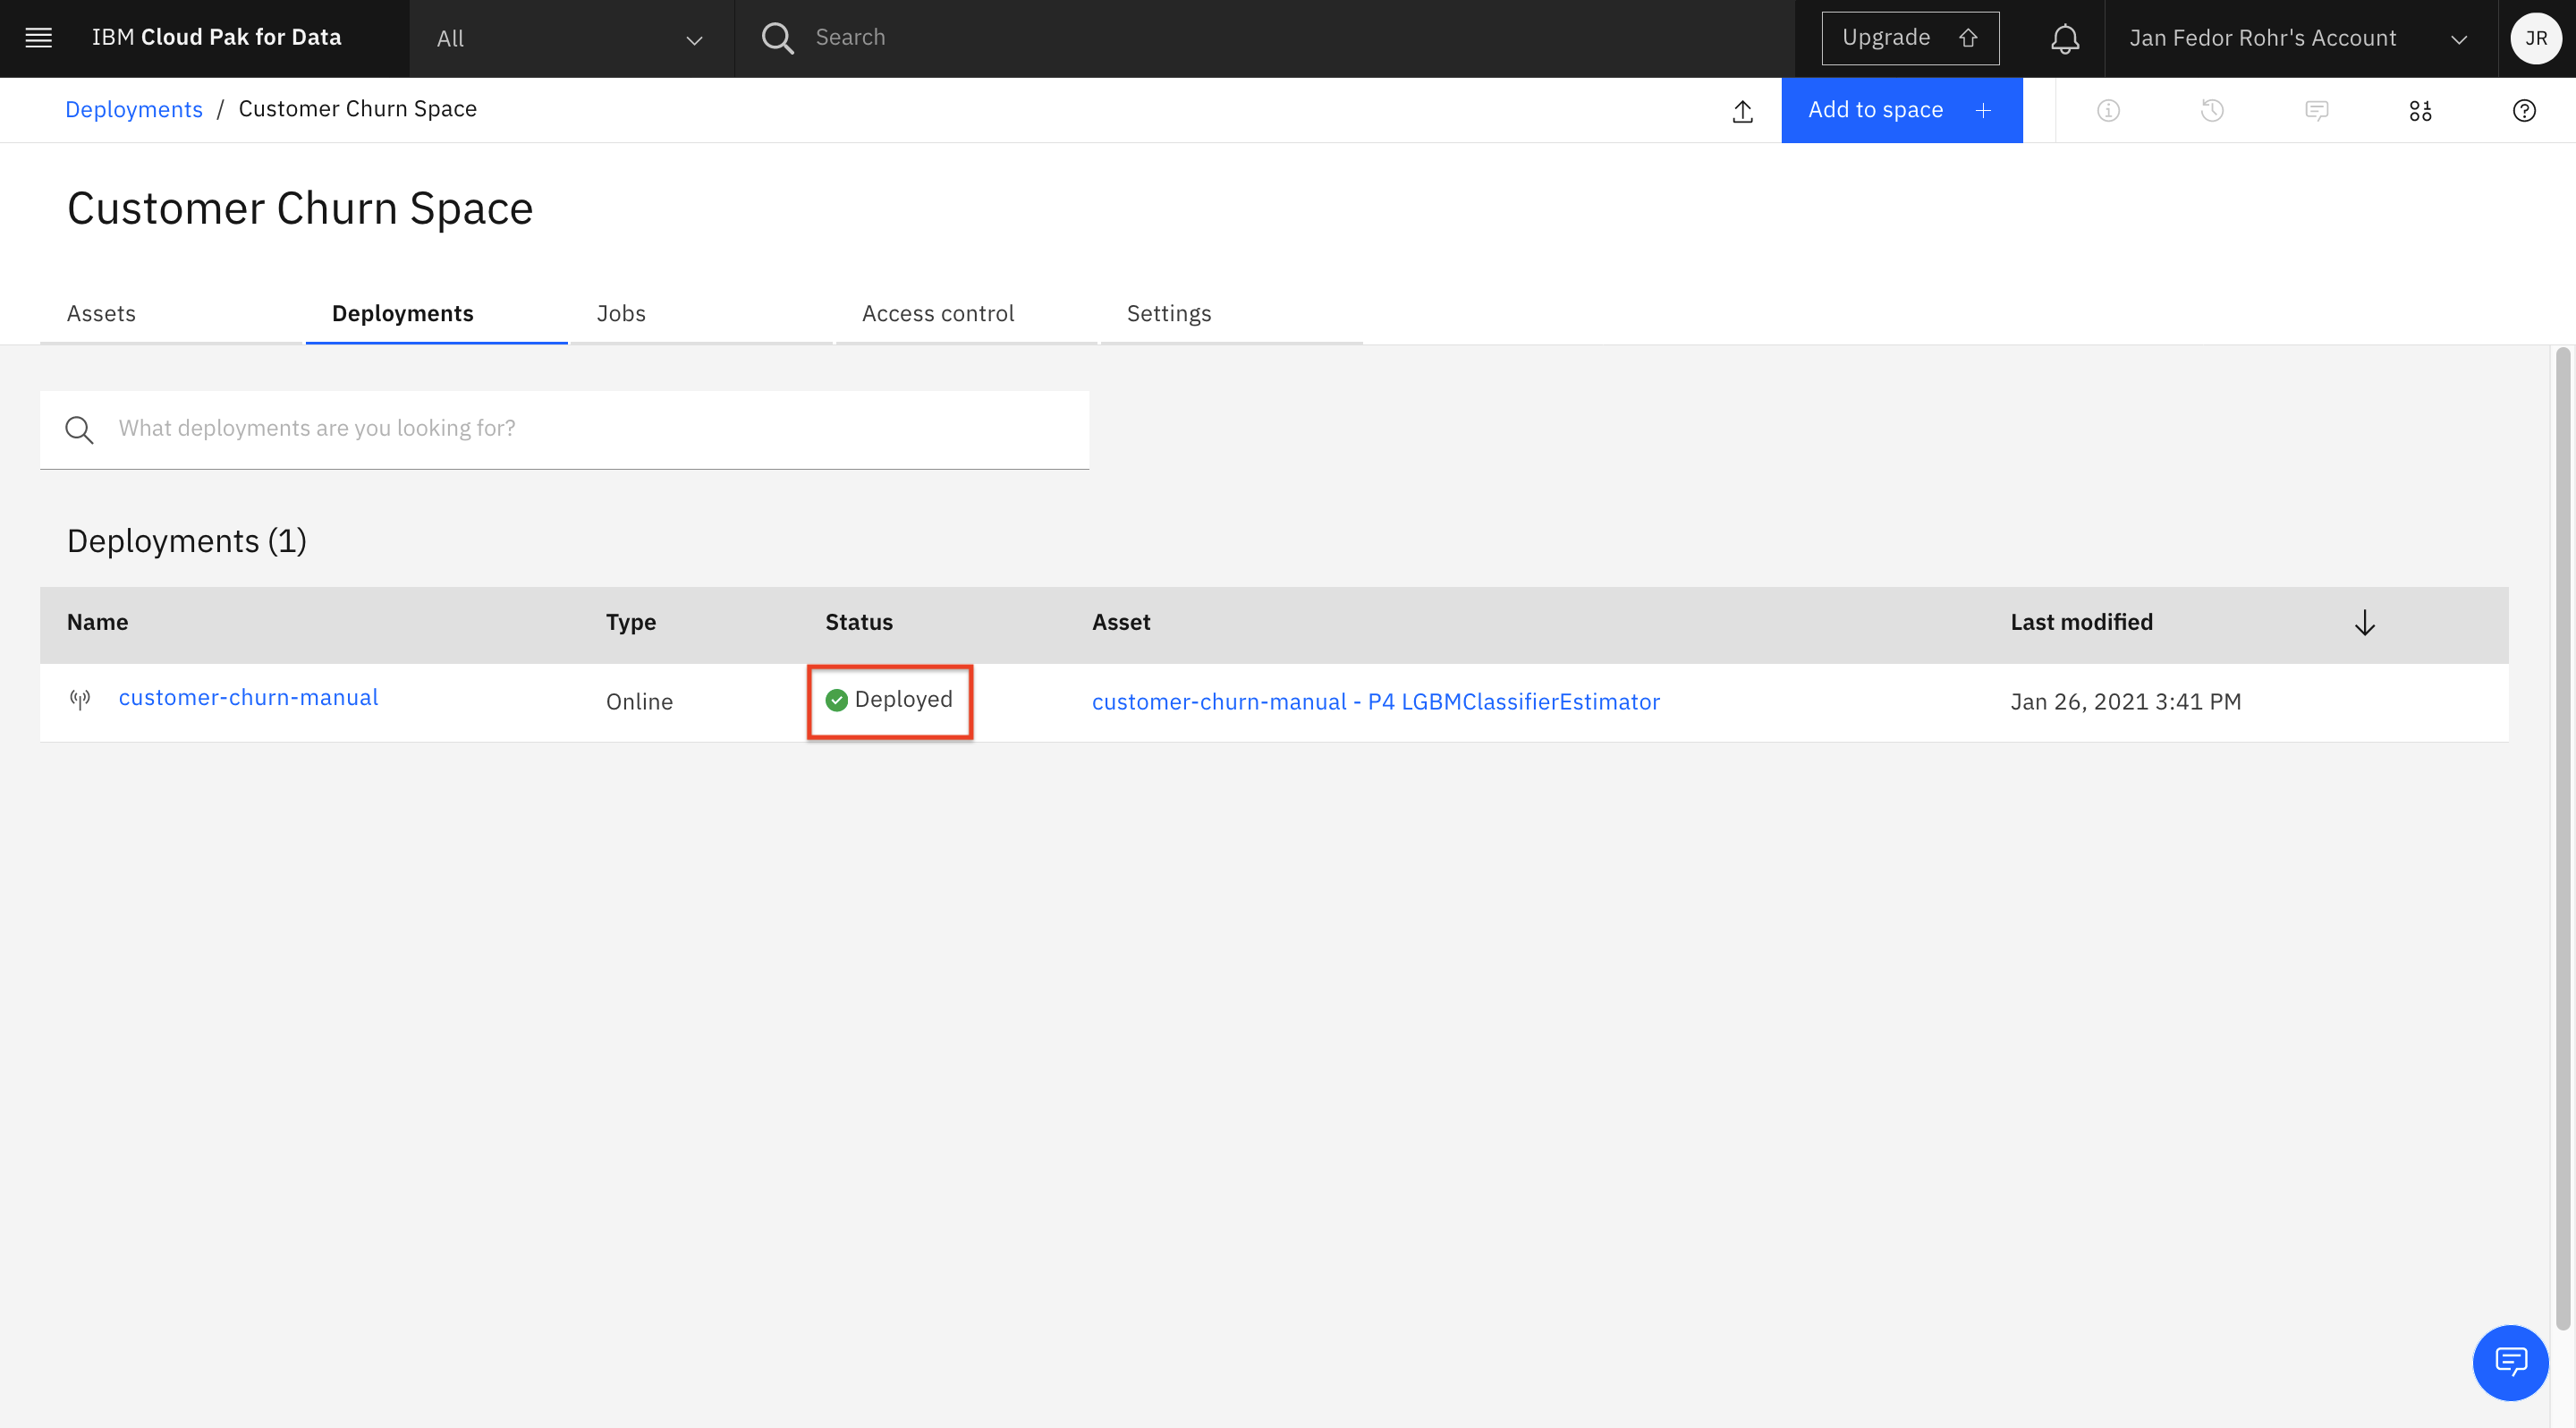 IBM Cloud Pak for Data
All
Search
Upgrade
Jan Fedor Rohr's Account
JR
Deployments / Customer Churn Space
Add to space +
Customer Churn Space
Assets
Deployments
Jobs
Access control
Settings
What deployments are you looking for?
Deployments (1)
Name Type Status Asset Last modified
customer-churn-manual Online Deployed customer-churn-manual - P4 LGBMClassifierEstimator Jan 26, 2021 3:41 PM